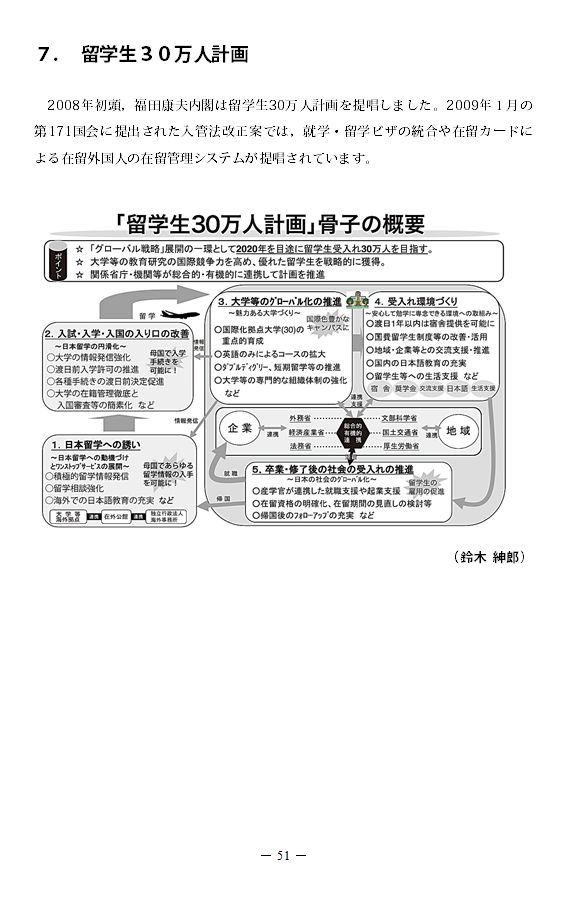 ７．　留学生３０万人計画
2008年初頭，福田康夫内閣は留学生30万人計画を提唱しました。2009年１月の
第171国会に提出された入管法改正案では，就学・留学ビザの統合や在留カードに
よる在留外国人の在留管理システムが提唱されています。
「留学生30万人計画」骨子の概要
ポイント
☆ 「グローバル戦略」展開の一環として2020年を目途に留学生受入れ30万人を目指す。
☆ 大学等の教育研究の国際競争力を高め、優れた留学生を戦略的に獲得。
☆ 関係省庁・機関等が総合的・有機的に連携して計画を推進
留学
2. 入試・入学・入国の入り口の改善
～日本留学の円滑化～
○大学の情報発信強化
○渡日前入学許可の推進
○各種手続きの渡日前決定促進
○大学の在籍管理徹底と
入国審査等の簡素化 など
母国で入学
手続きを
可能に！
情報
発信
3. 大学等のグローバル化の推進
～魅力ある大学づくり～
○国際化拠点大学(30)の
重点的育成
国際色豊かな
キャンパスに
○英語のみによるコースの拡大
○ダブルディグリー、短期留学等の推進
○大学等の専門的な組織体制の強化
など
4. 受入れ環境づくり
～安心して勉学に専念できる環境への取組み～
○渡日1年以内は宿舎提供を可能に
○国費留学生制度等の改善・活用
○地域・企業等との交流支援・推進
○国内の日本語教育の充実
○留学生等への生活支援 など
宿舎 奨学金 交流支援 日本語 生活支援
連携
支援
情報発信
1. 日本留学への誘い
～日本留学への動機づけ
とワンストップサービスの展開～
○積極的留学情報発信
○留学相談強化
○海外での日本語教育の充実 など
母国であらゆる
留学情報の入手
を可能に！
大学等
海外拠点
連携
在外公館
連携
独立行政法人
海外事務所
企業
連携
外務省
経済産業省
法務省
総合的
有機的
連携
文部科学省
国土交通省
厚生労働省
連携
地域
就職
帰国
5. 卒業・修了後の社会の受入れの推進
～日本の社会のグローバル化～
○産学官が連携した就職支援や起業支援
○在留資格の明確化、在留期間の見直しの検討等
○帰国後のフォローアップの充実 など
留学生の
雇用の促進
（鈴木 紳郎）
― 51 ―